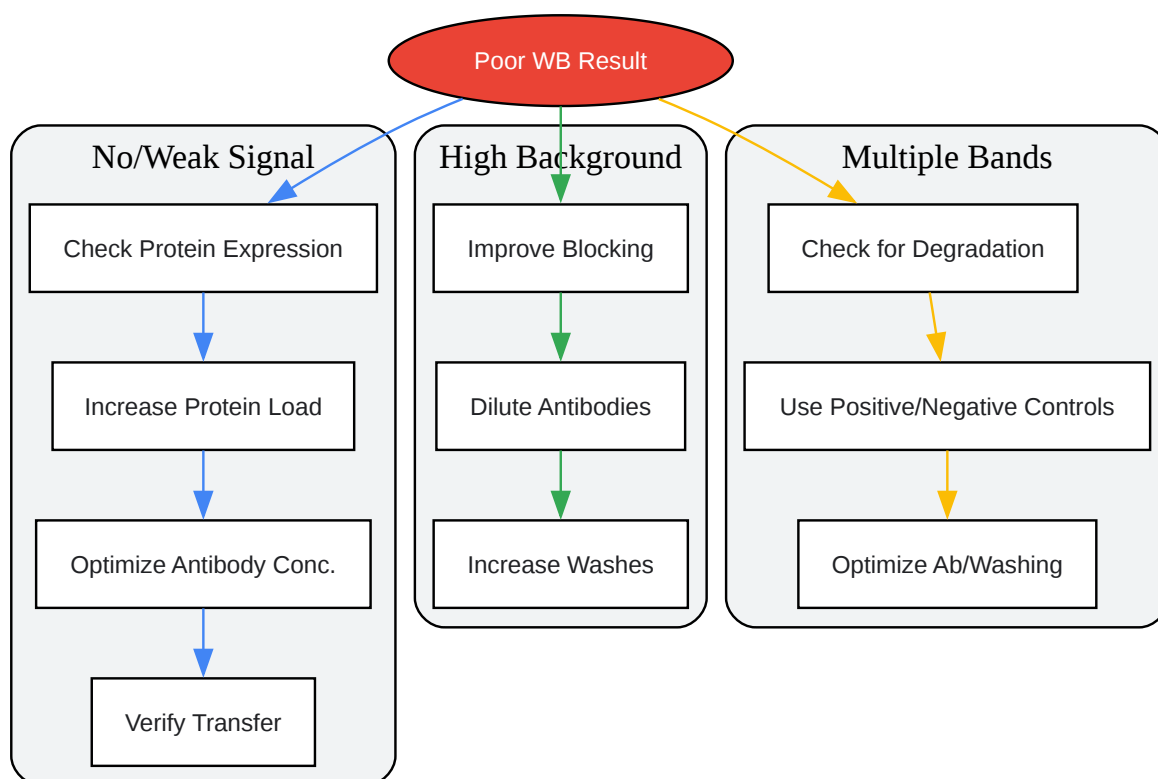 Poor WB Result
No/Weak Signal
Check Protein Expression
Increase Protein Load
Optimize Antibody Conc.
Verify Transfer
High Background
Improve Blocking
Dilute Antibodies
Increase Washes
Multiple Bands
Check for Degradation
Use Positive/Negative Controls
Optimize Ab/Washing